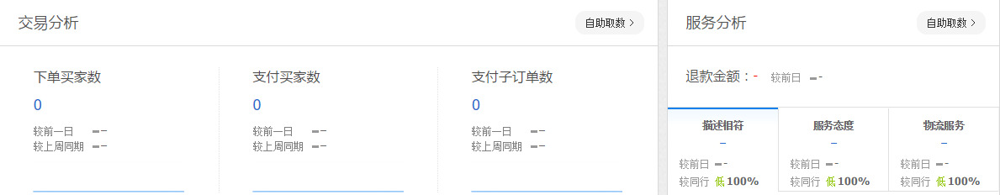 交易分析
自助取数 >
下单买家数
0
较前一日 --
较上周同期 --
支付买家数
0
较前一日 --
较上周同期 --
支付子订单数
0
较前一日 --
较上周同期 --
服务分析
自助取数 >
退款金额：- 较前日 --
描述相符
-
较前日 --
较同行 低100%
服务态度
-
较前日 --
较同行 低100%
物流服务
-
较前日 --
较同行 低100%